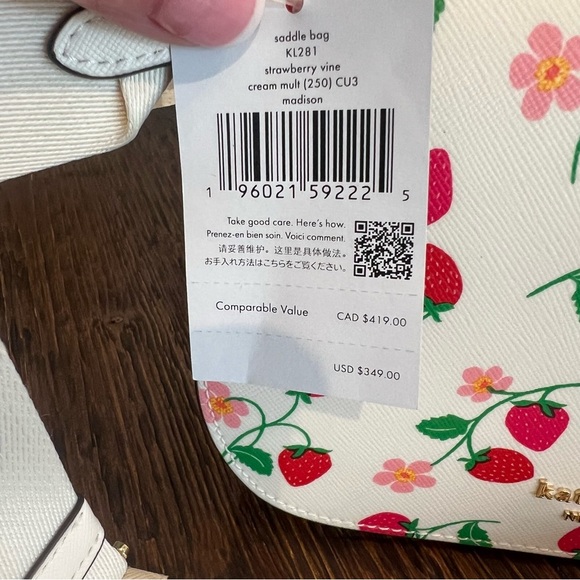 saddle bag
KL281
strawberry vine
cream mult (250) CU3
madison
1 96021 59222 5
Take good care. Here's how.
Prenez-en bien soin. Voici comment.
请妥善维护。这里是具体做法。
お手入れ方法はこちらをご覧ください。
Comparable Value CAD $419.00
USD $349.00